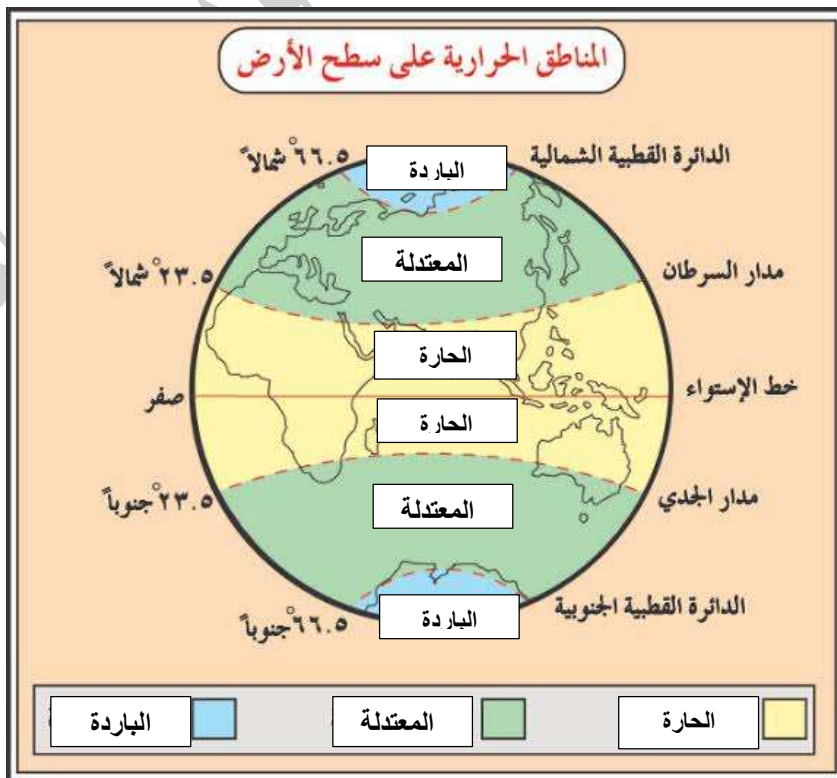 المناطق الحرارية على سطح الأرض
الدائرة القطبية الشمالية
الباردة
٦٦.٥° شمالاً
المعتدلة
مدار السرطان
٢٣.٥° شمالاً
الحارة
خط الإستواء
صفر
الحارة
مدار الجدي
المعتدلة
٢٣.٥° جنوباً
الدائرة القطبية الجنوبية
الباردة
٦٦.٥° جنوباً
الحارة
المعتدلة
الباردة